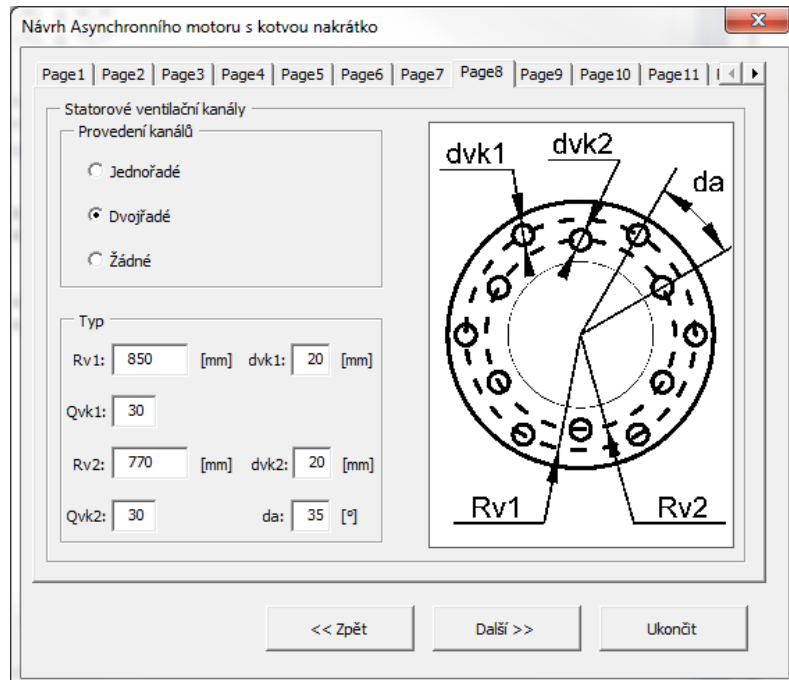 Návrh Asynchronního motoru s kotvou nakrátko
x
Page1 Page2 Page3 Page4 Page5 Page6 Page7 Page8 Page9 Page10 Page11
Statorové ventilační kanály
Provedení kanálů
Jednořadé
Dvojřadé
Žádné
Typ
Rv1: 850 [mm] dvk1: 20 [mm]
Qvk1: 30
Rv2: 770 [mm] dvk2: 20 [mm]
Qvk2: 30 da: 35 [º]
dvk1 dvk2
da
Rv1 Rv2
<< Zpět Další >> Ukončit